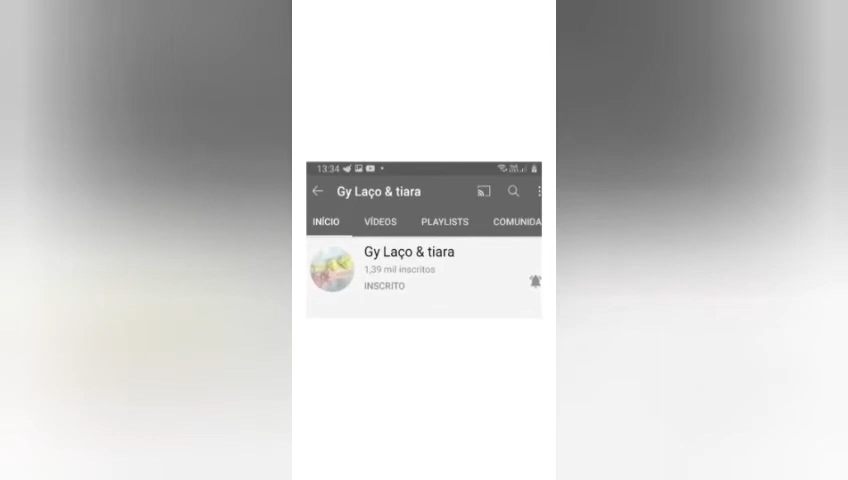 13:34
Gy Laço & tiara
INÍCIO VÍDEOS PLAYLISTS COMUNIDA
Gy Laço & tiara
1,39 mil inscritos
INSCRITO